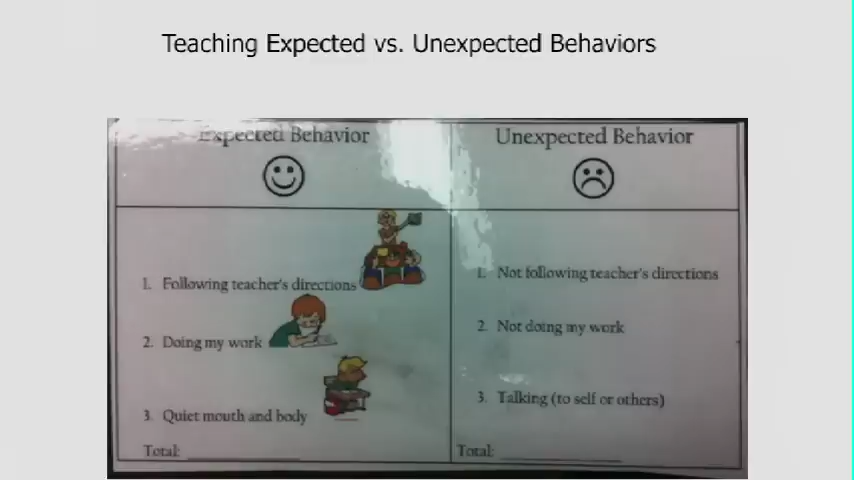 Teaching Expected vs. Unexpected Behaviors
Expected Behavior
1. Following teacher's directions
2. Doing my work
3. Quiet mouth and body
Total:
Unexpected Behavior
1. Not following teacher's directions
2. Not doing my work
3. Talking (to self or others)
Total: